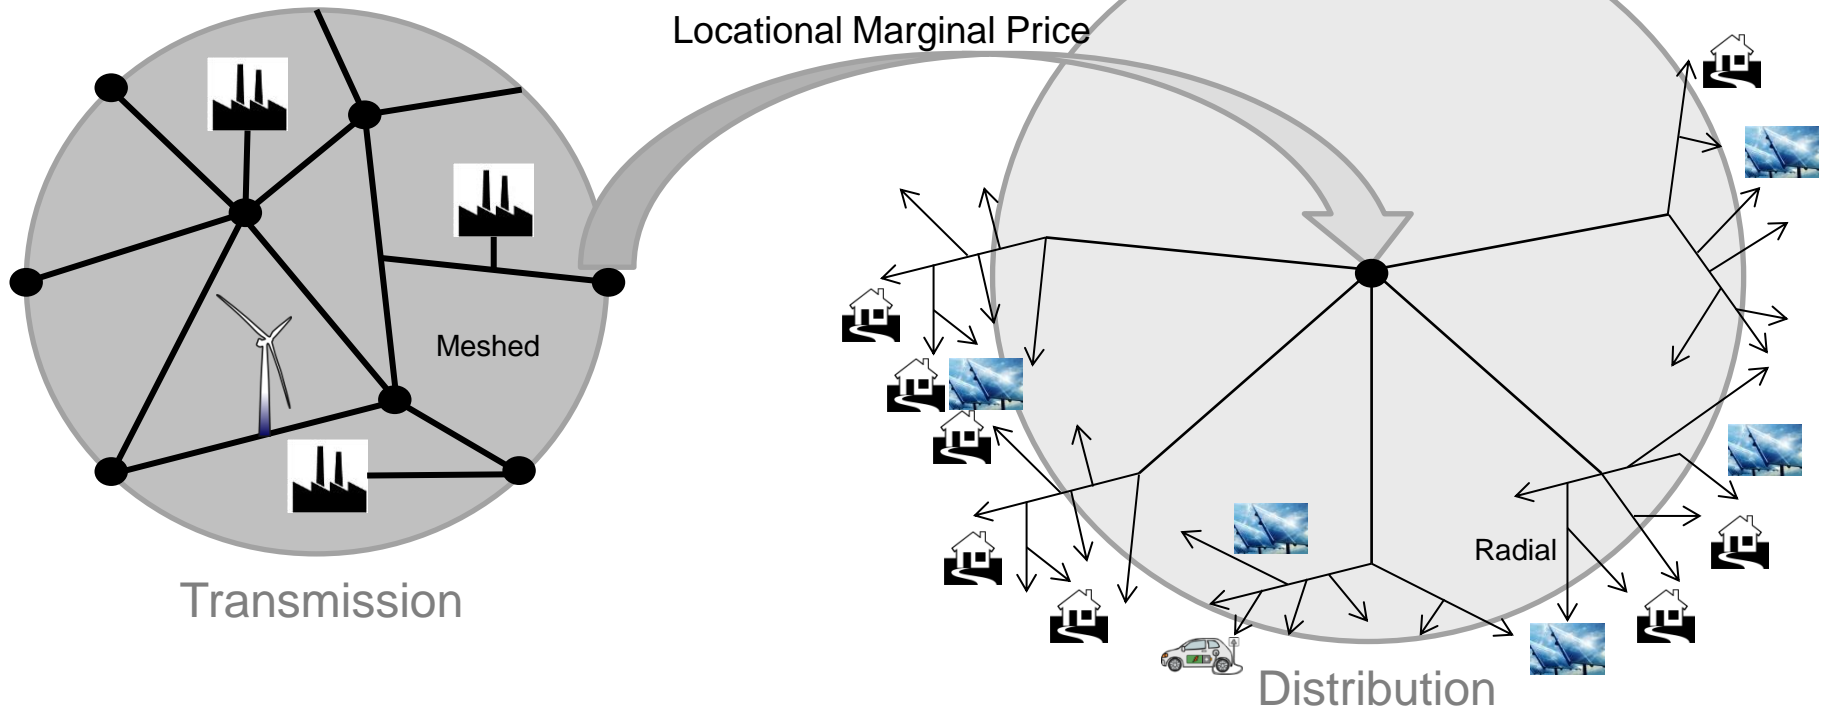 Locational Marginal Price
Meshed
Radial
Transmission
Distribution